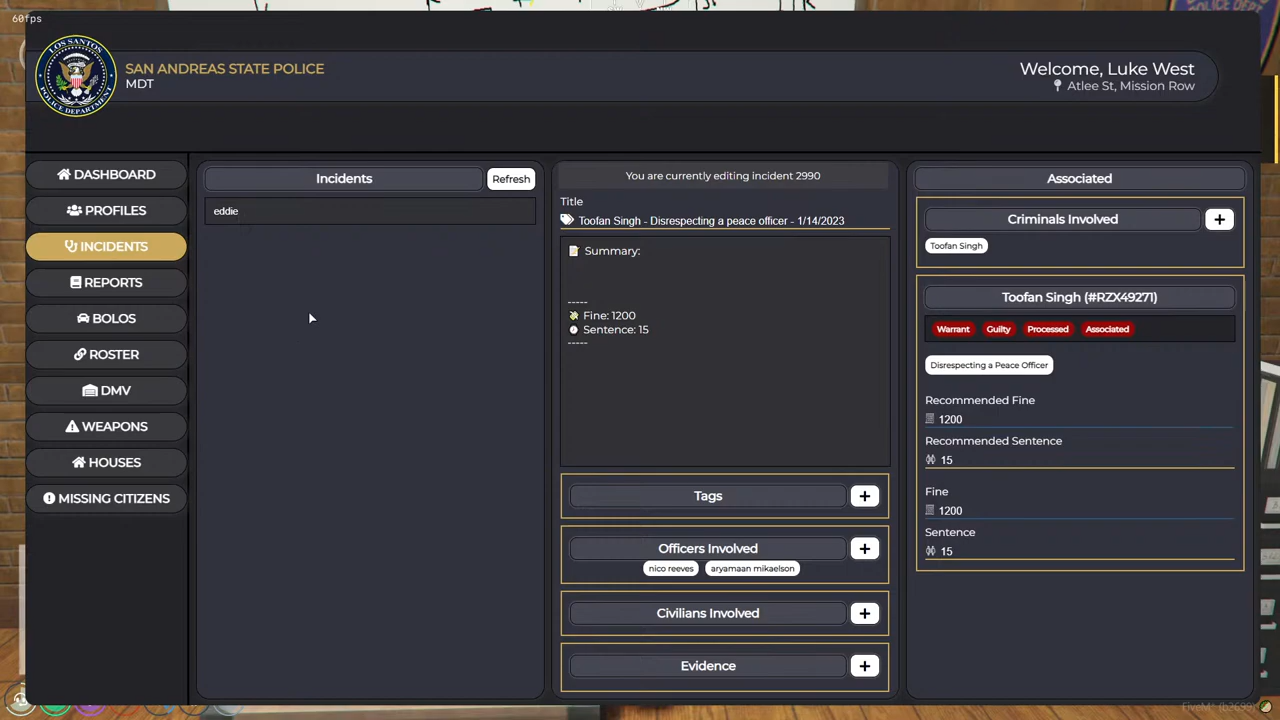 60fps
LOS SANTOS
POLICE DEPARTMENT
SAN ANDREAS STATE POLICE
MDT
Welcome, Luke West
Atlee St, Mission Row
DASHBOARD
PROFILES
INCIDENTS
REPORTS
BOLOS
ROSTER
DMV
WEAPONS
HOUSES
MISSING CITIZENS
Incidents
Refresh
eddie
You are currently editing incident 2990
Title
Toofan Singh - Disrespecting a peace officer - 1/14/2023
Summary:
-----
Fine: 1200
Sentence: 15
-----
Tags
+
Officers Involved
+
nico reeves
aryamaan mikaelson
Civilians Involved
+
Evidence
+
Associated
Criminals Involved
+
Toofan Singh
Toofan Singh (#RZX49271)
Warrant Guilty Processed Associated
Disrespecting a Peace Officer
Recommended Fine
1200
Recommended Sentence
15
Fine
1200
Sentence
15